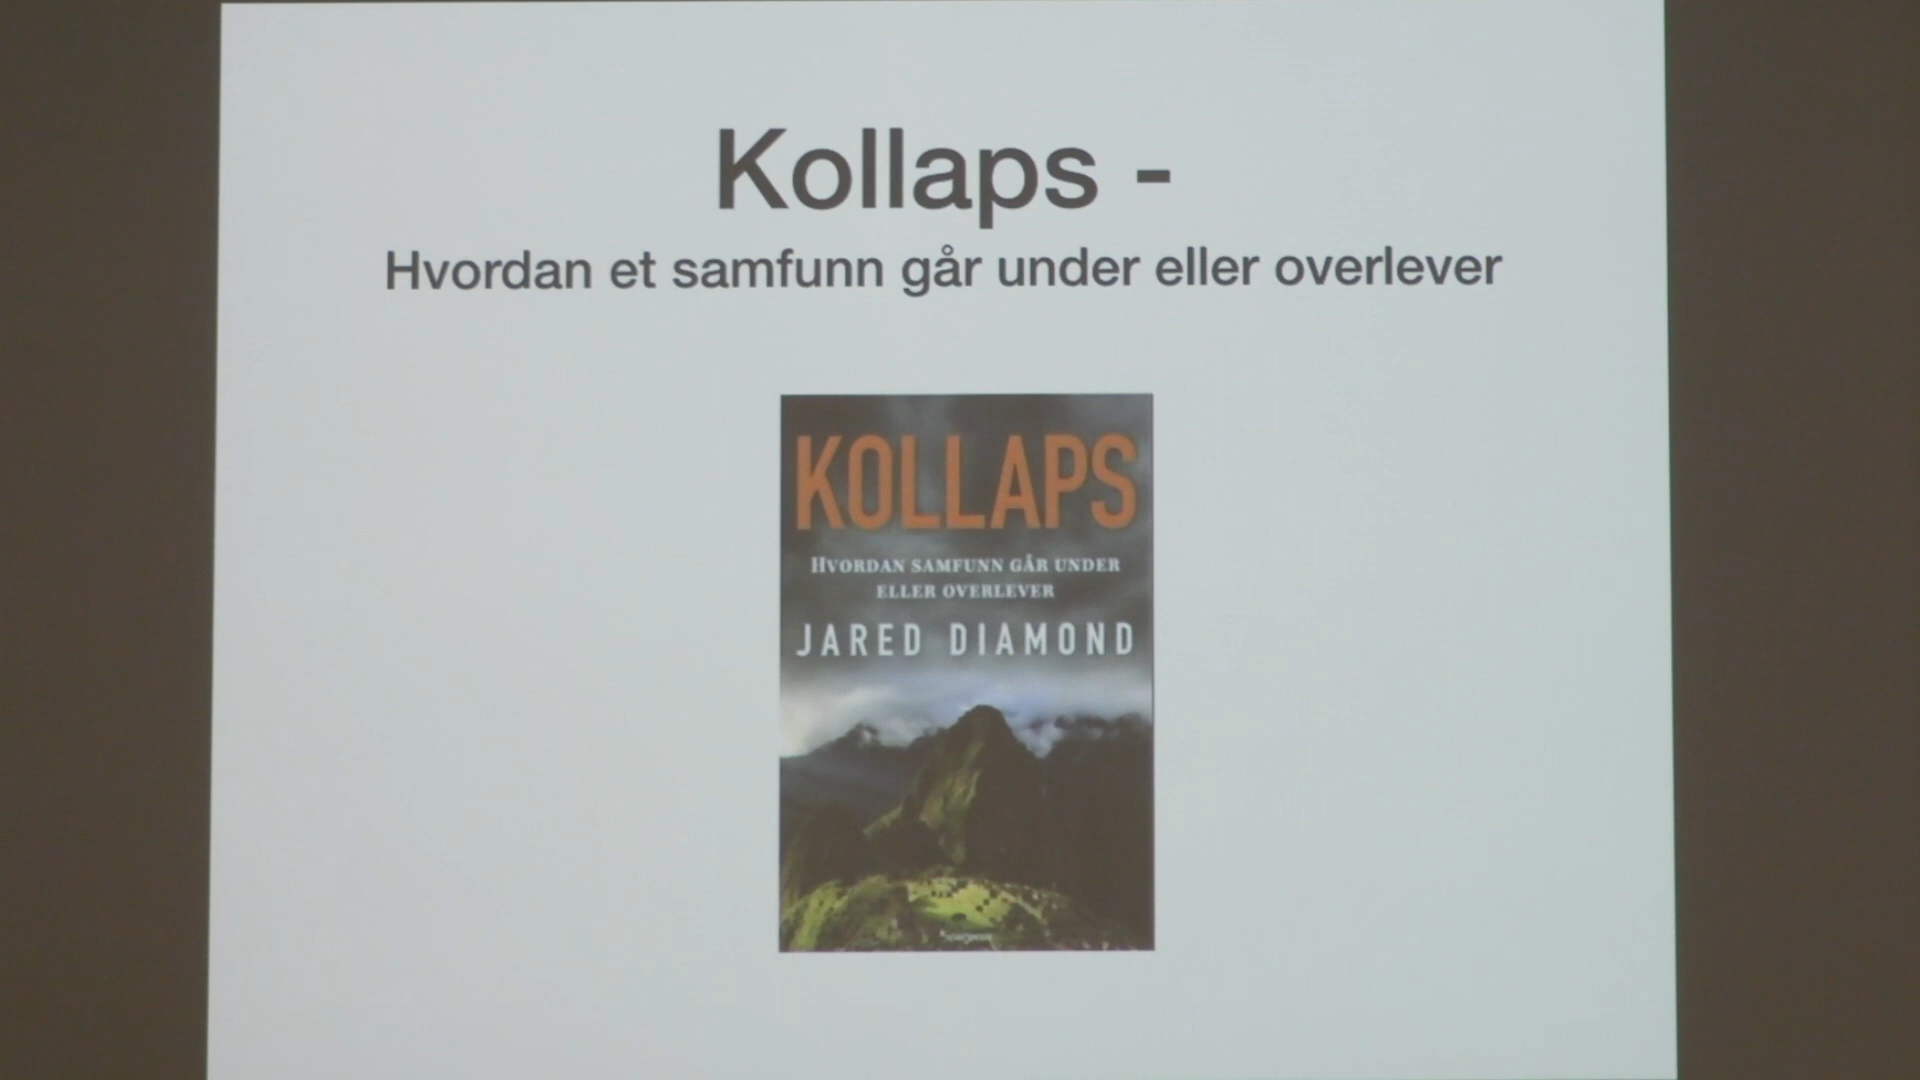 Kollaps -
Hvordan et samfunn går under eller overlever
KOLLAPS
HVORDAN SAMFUNN GÅR UNDER
ELLER OVERLEVER
JARED DIAMOND